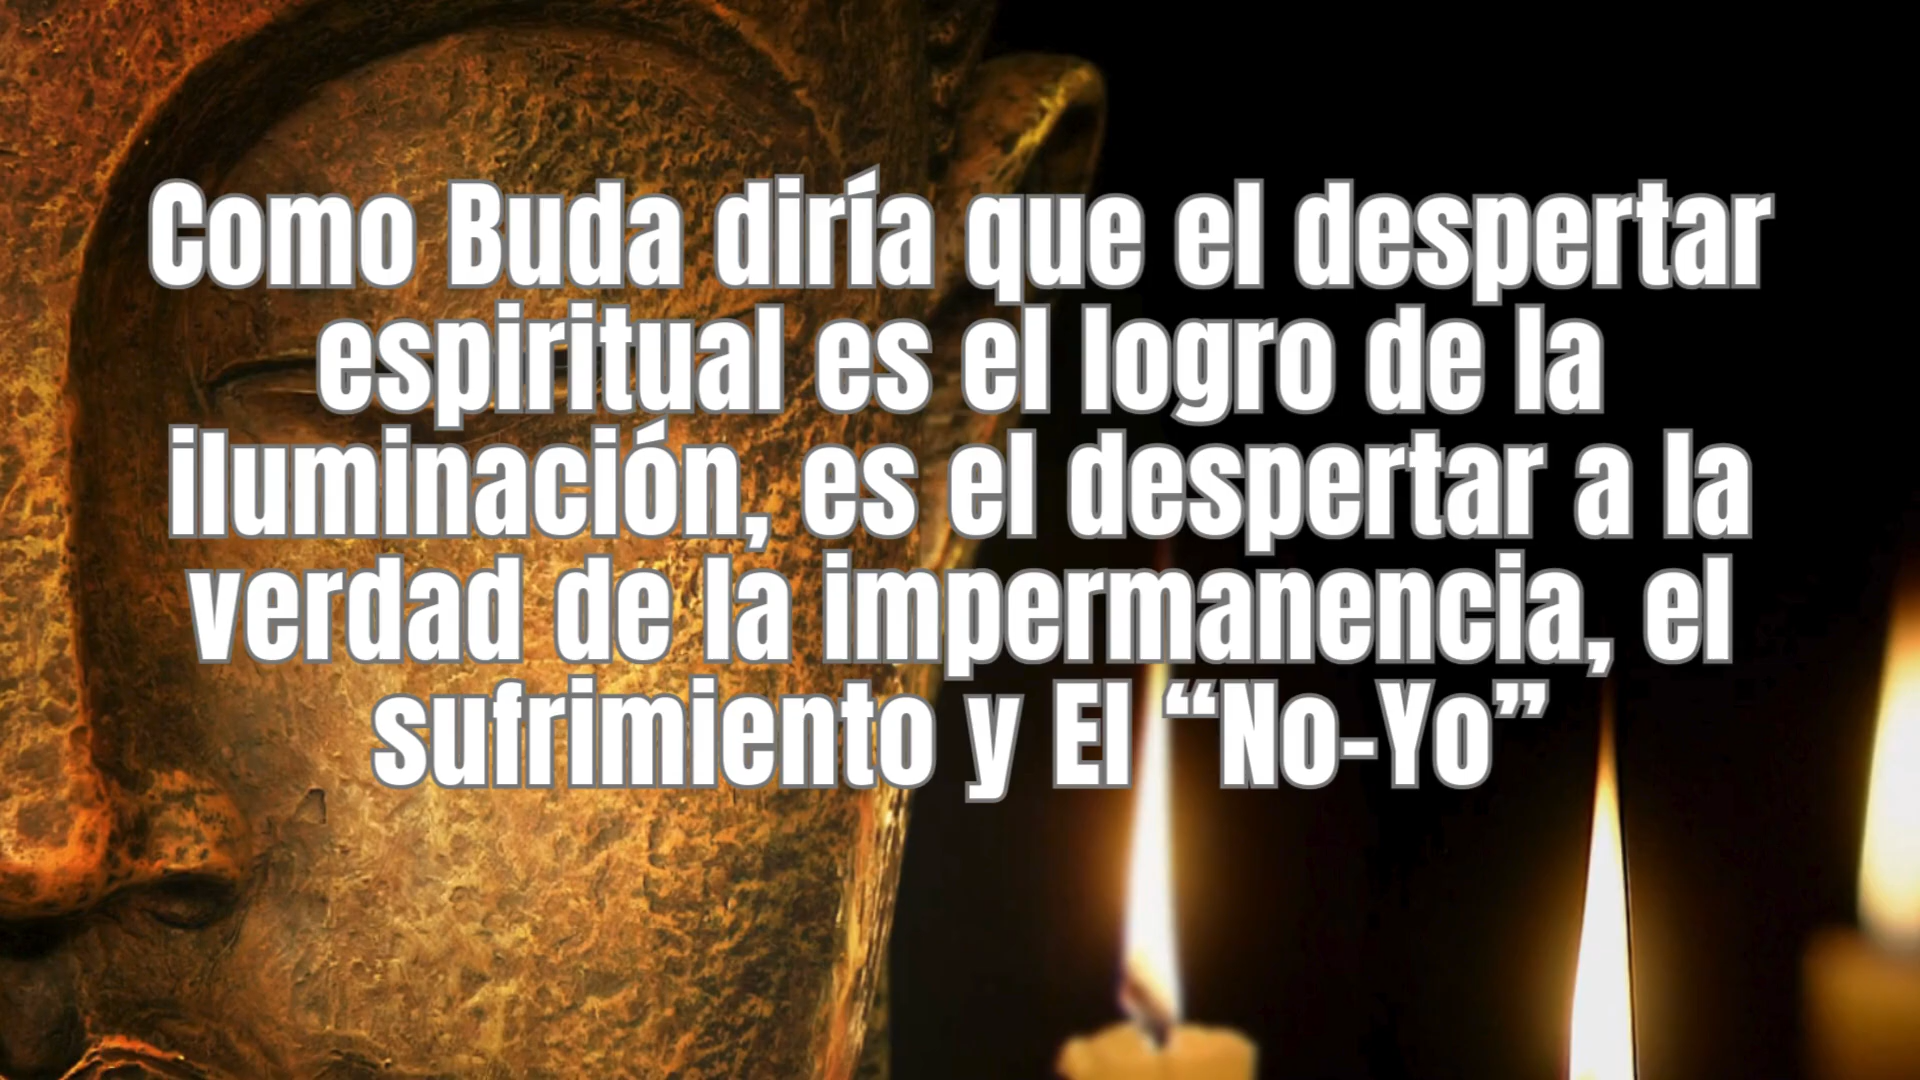 Como Buda diría que el despertar
espiritual es el logro de la
iluminación, es el despertar a la
verdad de la impermanencia, el
sufrimiento y El “No-Yo”